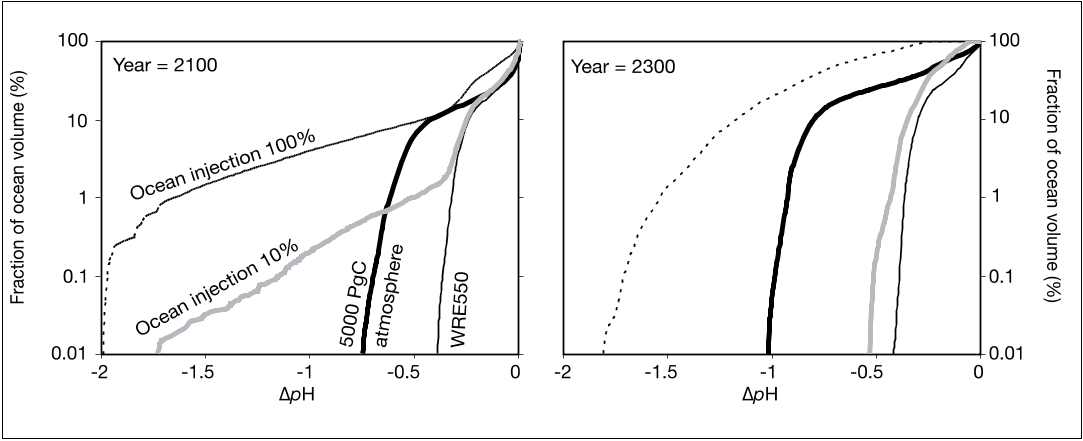 Year = 2100
Fraction of ocean volume (%)
100
10
1
0.1
0.01
Ocean injection 100%
Ocean injection 10%
5000 PgC
atmosphere
WRE550
-2
-1.5
-1
-0.5
0
ΔpH
Year = 2300
100
10
1
0.1
0.01
Fraction of ocean volume (%)
-2
-1.5
-1
-0.5
0
ΔpH